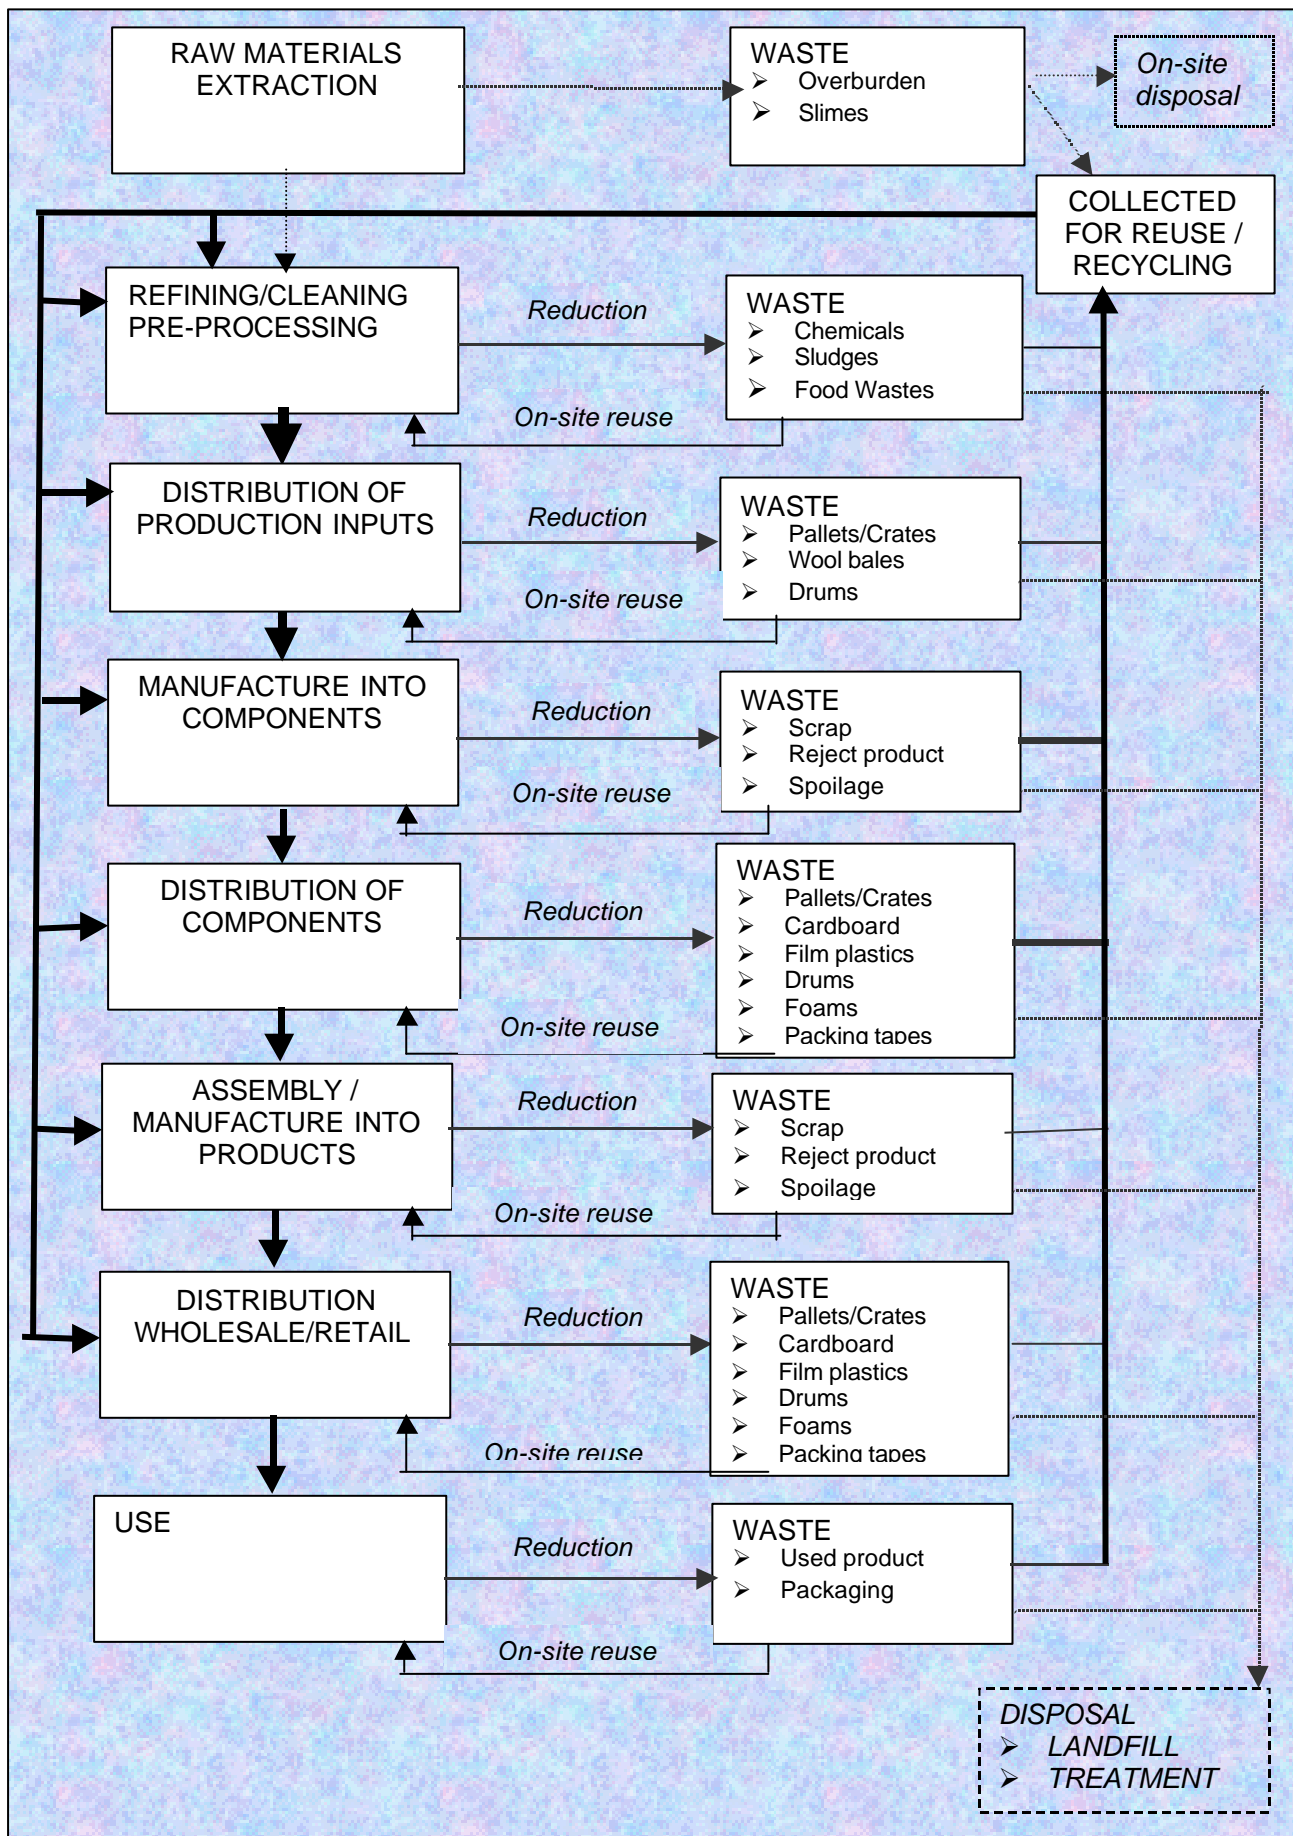 RAW MATERIALS
EXTRACTION
WASTE
➢ Overburden
➢ Slimes
On-site
disposal
COLLECTED
FOR REUSE /
RECYCLING
REFINING/CLEANING
PRE-PROCESSING
Reduction
On-site reuse
WASTE
➢ Chemicals
➢ Sludges
➢ Food Wastes
DISTRIBUTION OF
PRODUCTION INPUTS
Reduction
On-site reuse
WASTE
➢ Pallets/Crates
➢ Wool bales
➢ Drums
MANUFACTURE INTO
COMPONENTS
Reduction
On-site reuse
WASTE
➢ Scrap
➢ Reject product
➢ Spoilage
DISTRIBUTION OF
COMPONENTS
Reduction
On-site reuse
WASTE
➢ Pallets/Crates
➢ Cardboard
➢ Film plastics
➢ Drums
➢ Foams
➢ Packing tapes
ASSEMBLY /
MANUFACTURE INTO
PRODUCTS
Reduction
On-site reuse
WASTE
➢ Scrap
➢ Reject product
➢ Spoilage
DISTRIBUTION
WHOLESALE/RETAIL
Reduction
On-site reuse
WASTE
➢ Pallets/Crates
➢ Cardboard
➢ Film plastics
➢ Drums
➢ Foams
➢ Packing tapes
USE
Reduction
On-site reuse
WASTE
➢ Used product
➢ Packaging
DISPOSAL
➢ LANDFILL
➢ TREATMENT